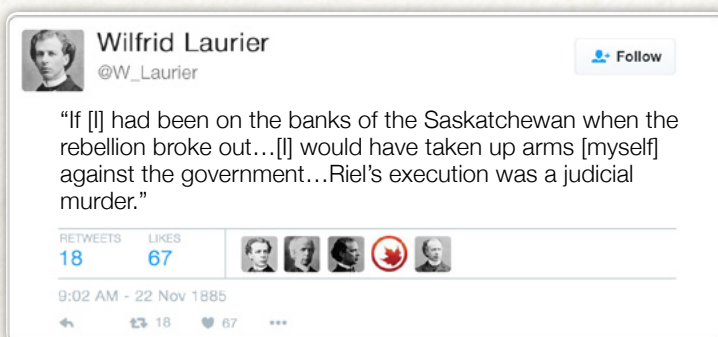 Wilfrid Laurier
@W_Laurier
Follow
“If [I] had been on the banks of the Saskatchewan when the
rebellion broke out…[I] would have taken up arms [myself]
against the government…Riel’s execution was a judicial
murder.”
RETWEETS LIKES
18 67
9:02 AM - 22 Nov 1885
18 67